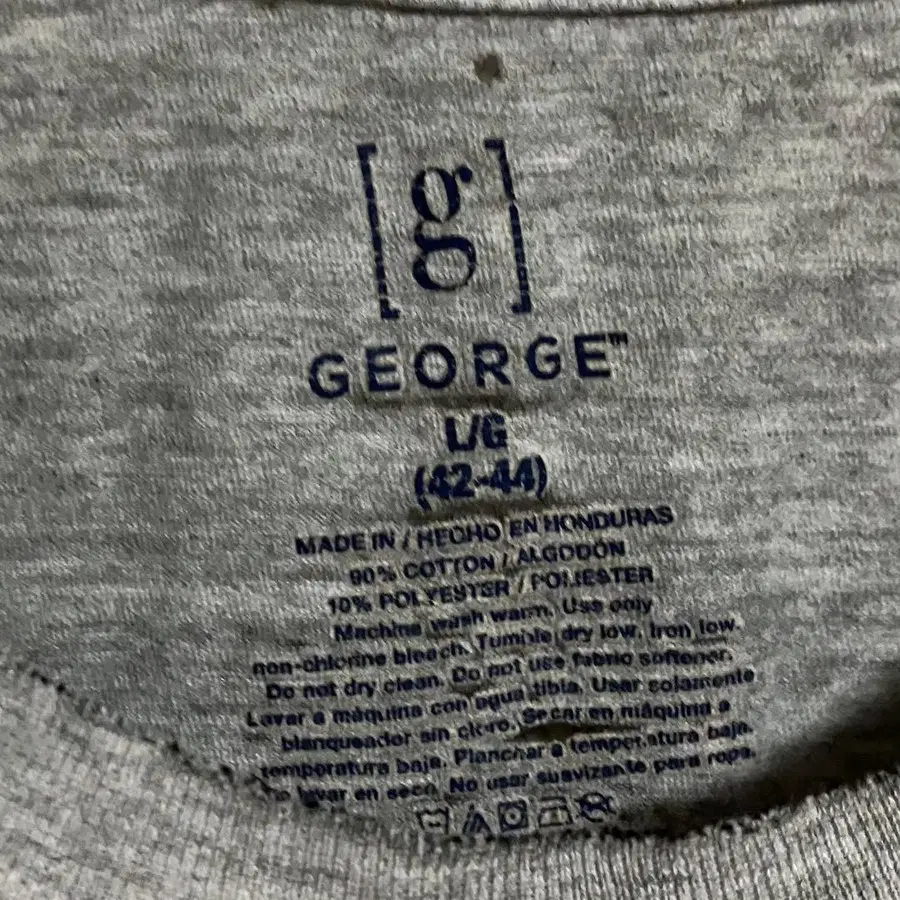 [g]
GEORGE™
L/G
(42-44)
MADE IN / HECHO EN HONDURAS
90% COTTON / ALGODÓN
10% POLYESTER / POLIESTER
Machine wash warm. Use only
non-chlorine bleach. Tumble dry low. Iron low.
Do not dry clean. Do not use fabric softener.
Lavar a máquina con agua tibia. Usar solamente
blanqueador sin cloro. Secar en máquina a
temperatura baja. Planchar a temperatura baja.
No lavar en seco. No usar suavizante para ropa.